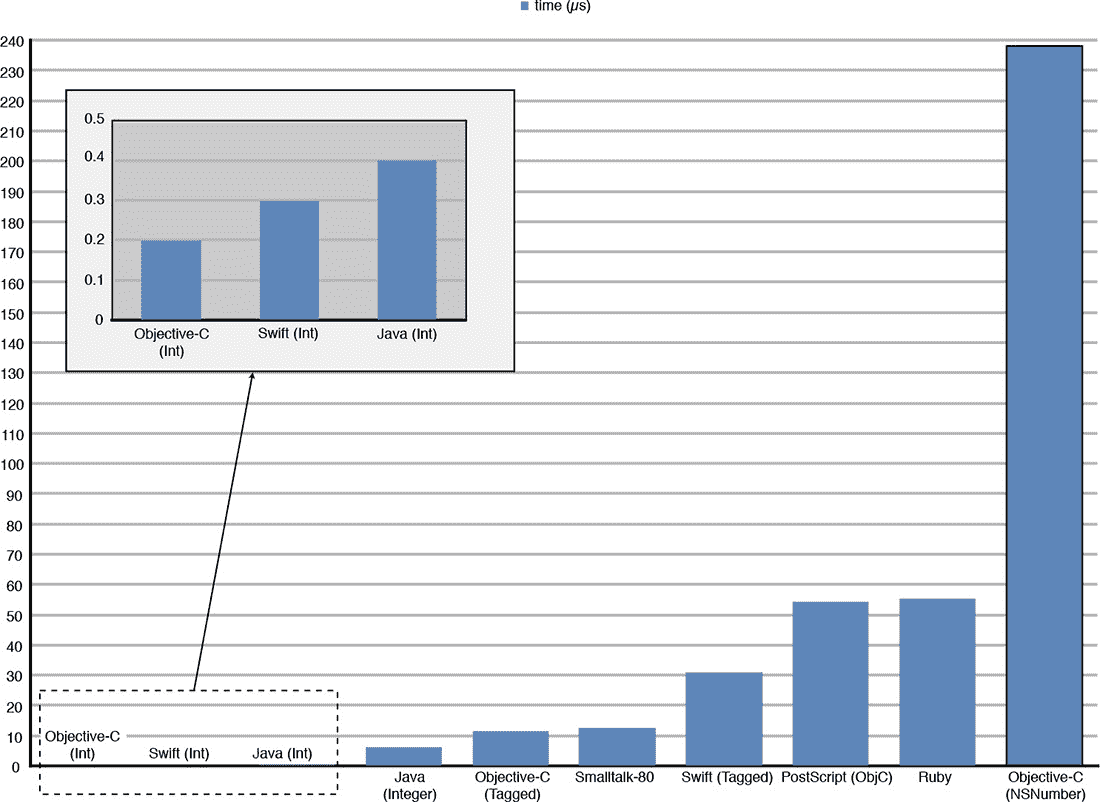 time (µs)
240
230
220
210
200
190
180
170
160
150
140
130
120
110
100
90
80
70
60
50
40
30
20
10
0
0.5
0.4
0.3
0.2
0.1
0
Objective-C
(Int)
Swift (Int)
Java (Int)
Objective-C
(Int)
Swift (Int)
Java (Int)
Java
(Integer)
Objective-C
(Tagged)
Smalltalk-80
Swift (Tagged)
PostScript (ObjC)
Ruby
Objective-C
(NSNumber)